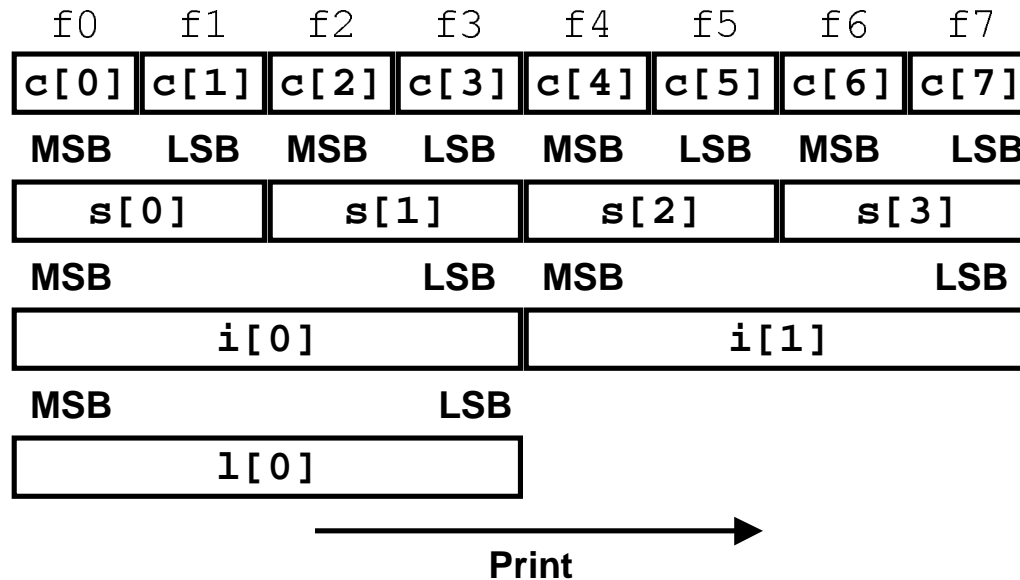 f0 f1 f2 f3 f4 f5 f6 f7
c[0] c[1] c[2] c[3] c[4] c[5] c[6] c[7]
MSB LSB MSB LSB MSB LSB MSB LSB
s[0] s[1] s[2] s[3]
MSB LSB MSB LSB
i[0] i[1]
MSB LSB
l[0]
Print